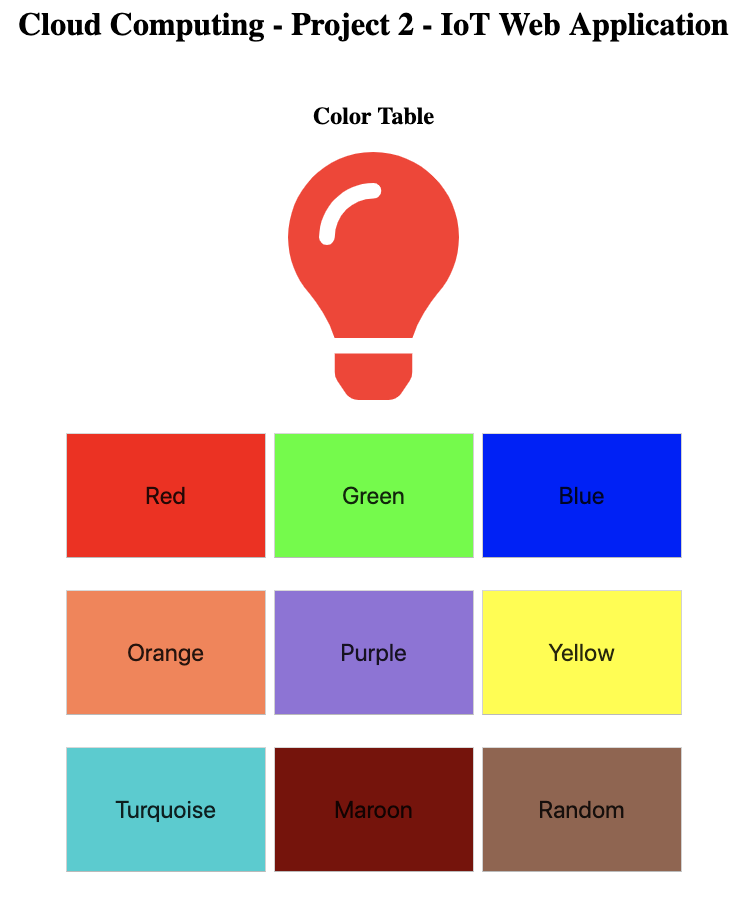 Cloud Computing - Project 2 - IoT Web Application
Color Table
Red Green Blue
Orange Purple Yellow
Turquoise Maroon Random